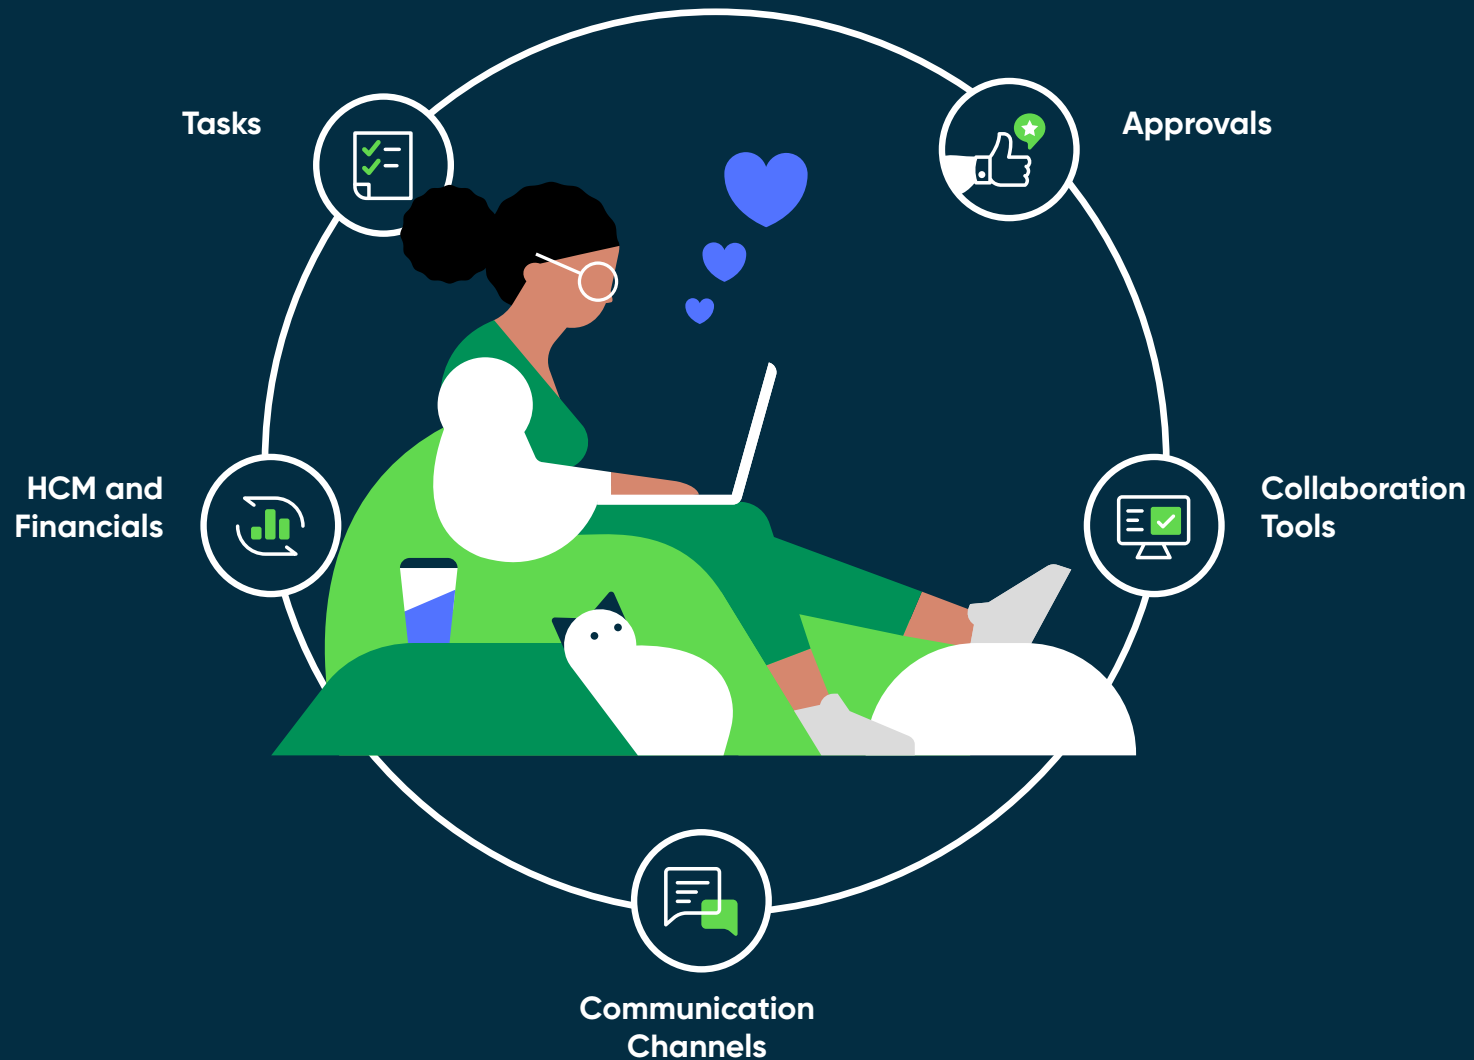 Tasks
Approvals
HCM and
Financials
Collaboration
Tools
Communication
Channels